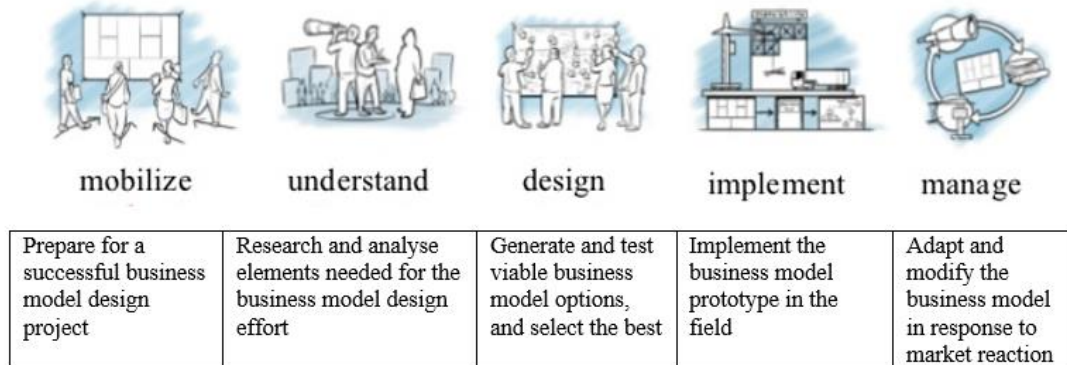 mobilize
understand
design
implement
manage
Prepare for a
successful business
model design
project
Research and analyse
elements needed for the
business model design
effort
Generate and test
viable business
model options,
and select the best
Implement the
business model
prototype in the
field
Adapt and
modify the
business model
in response to
market reaction